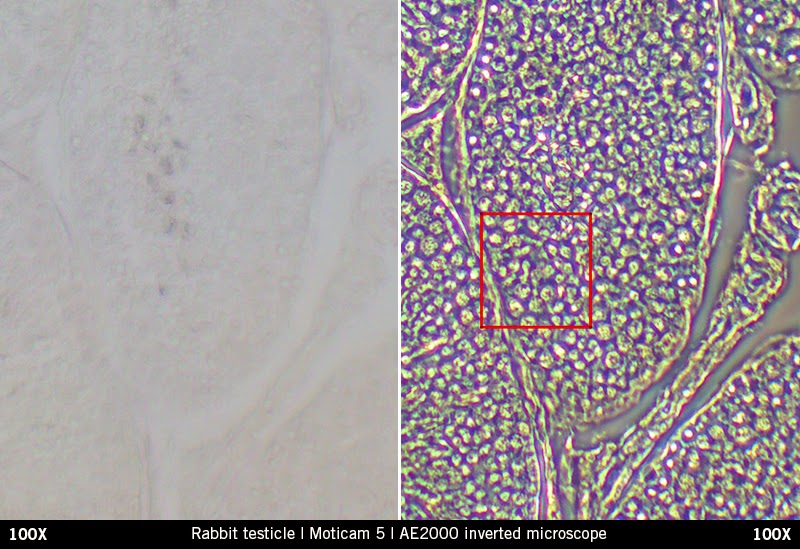 100X Rabbit testicle | Moticam 5 | AE2000 inverted microscope 100X